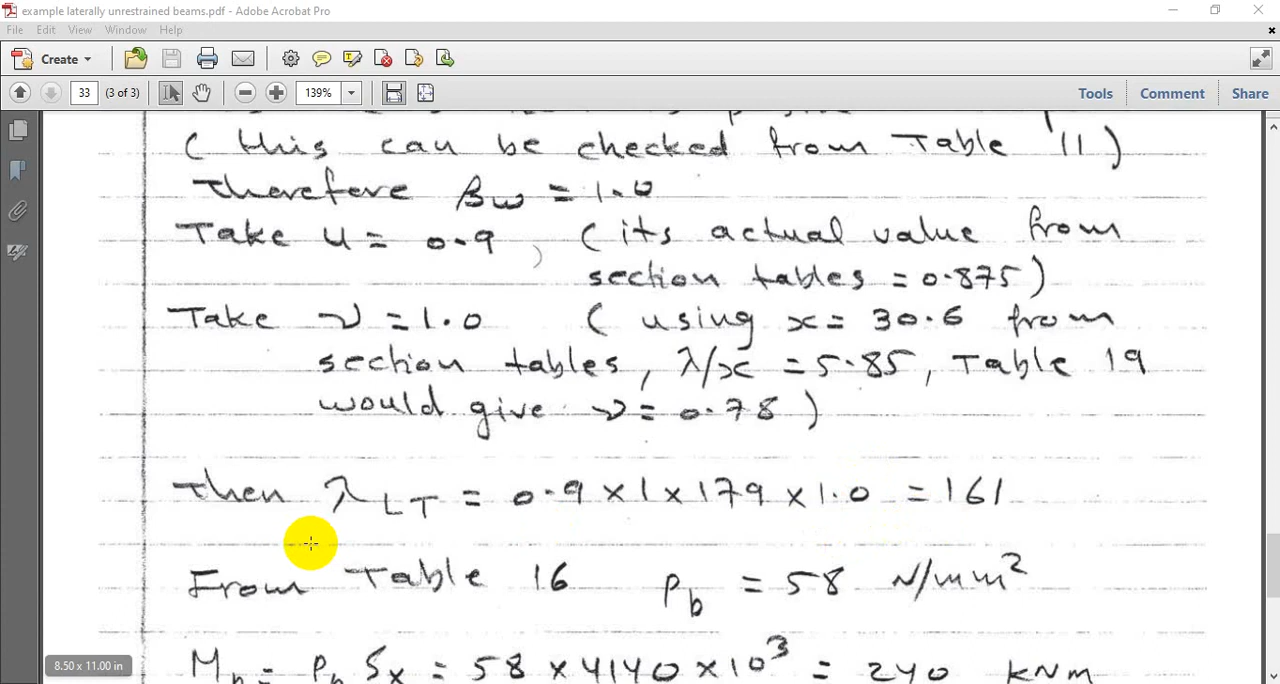 example laterally unrestrained beams.pdf - Adobe Acrobat Pro
File Edit View Window Help
Create
33 (3 of 3) 139% Tools Comment Share
( this can be checked from Table 11 )
Therefore βw = 1.0
Take u = 0.9, ( its actual value from
section tables = 0.875 )
Take ν = 1.0 ( using x = 30.6 from
section tables, λ/x = 5.85, Table 19
would give ν = 0.78 )
Then λLT = 0.9 × 1 × 179 × 1.0 = 161
From Table 16 Pb = 58 N/mm²
8.50 x 11.00 in
Mb = Pb Sx = 58 × 4140 × 10³ = 240 kNm